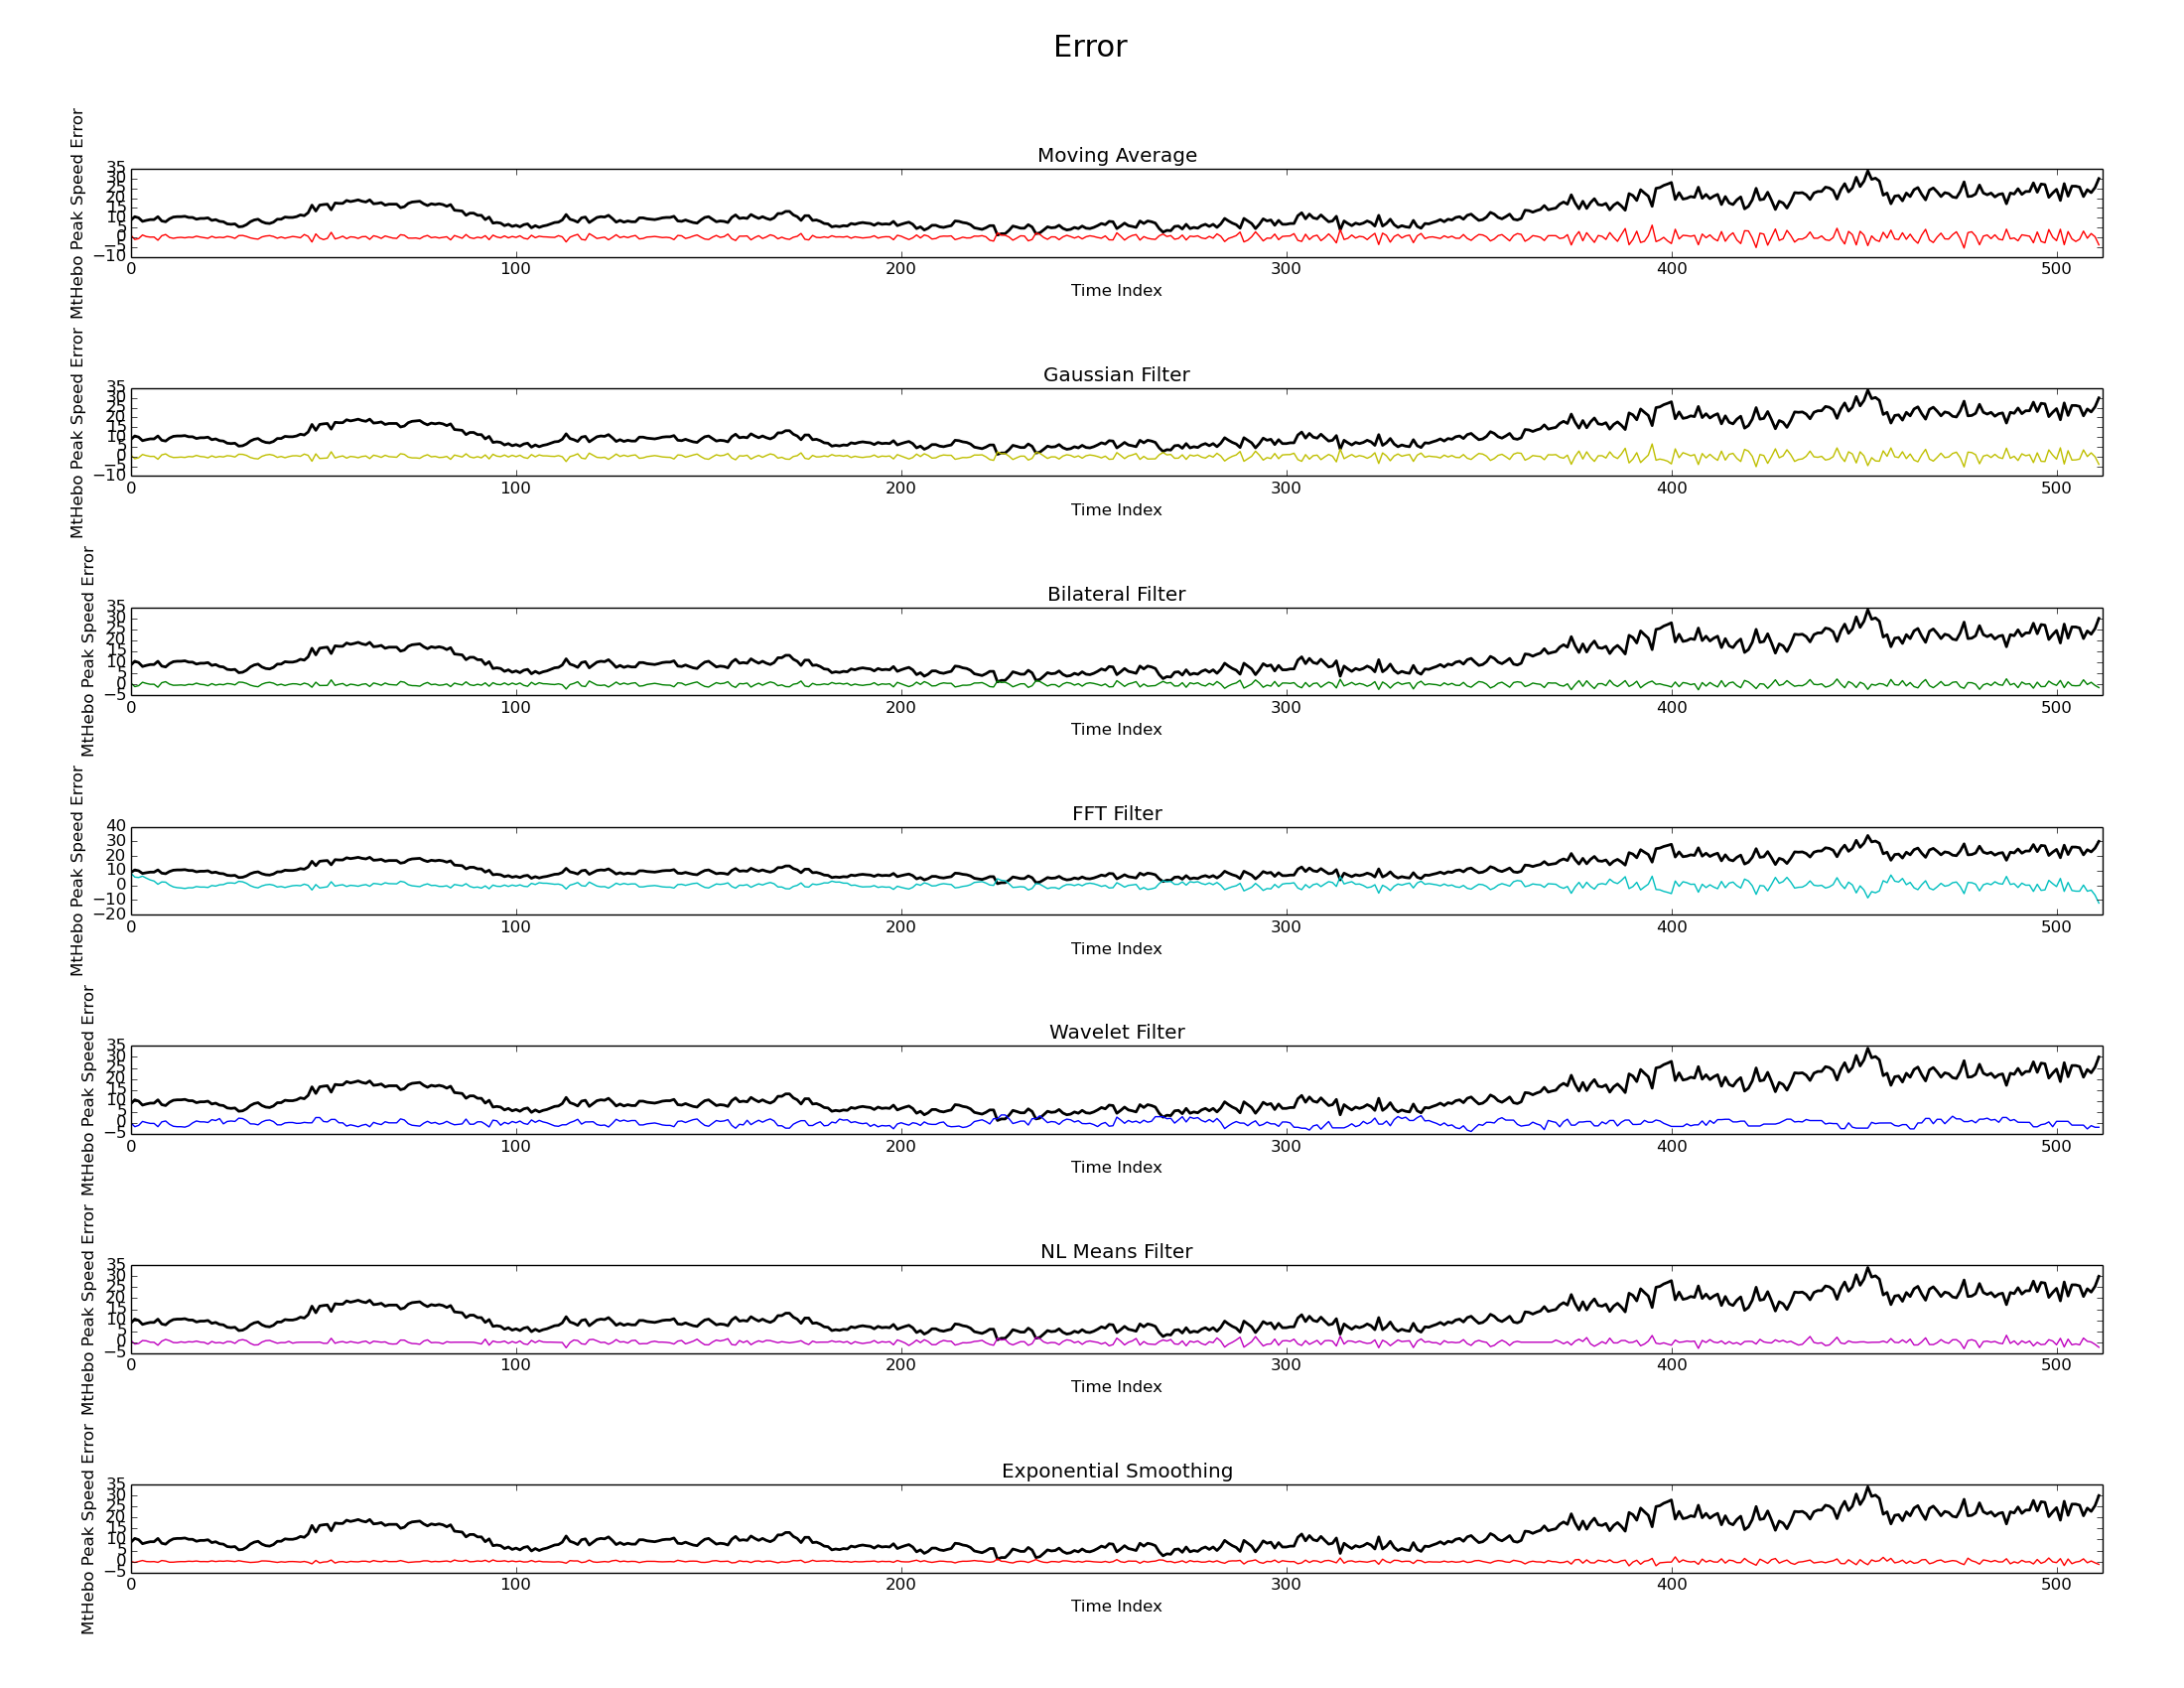 Error
Moving Average
MtHebo Peak Speed Error
35
30
25
20
15
10
5
0
−5
−10
0 100 200 300 400 500
Time Index
Gaussian Filter
MtHebo Peak Speed Error
35
30
25
20
15
10
5
0
−5
−10
0 100 200 300 400 500
Time Index
Bilateral Filter
MtHebo Peak Speed Error
35
30
25
20
15
10
5
0
−5
0 100 200 300 400 500
Time Index
FFT Filter
MtHebo Peak Speed Error
40
30
20
10
0
−10
−20
0 100 200 300 400 500
Time Index
Wavelet Filter
MtHebo Peak Speed Error
35
30
25
20
15
10
5
0
−5
0 100 200 300 400 500
Time Index
NL Means Filter
MtHebo Peak Speed Error
35
30
25
20
15
10
5
0
−5
0 100 200 300 400 500
Time Index
Exponential Smoothing
MtHebo Peak Speed Error
35
30
25
20
15
10
5
0
−5
0 100 200 300 400 500
Time Index